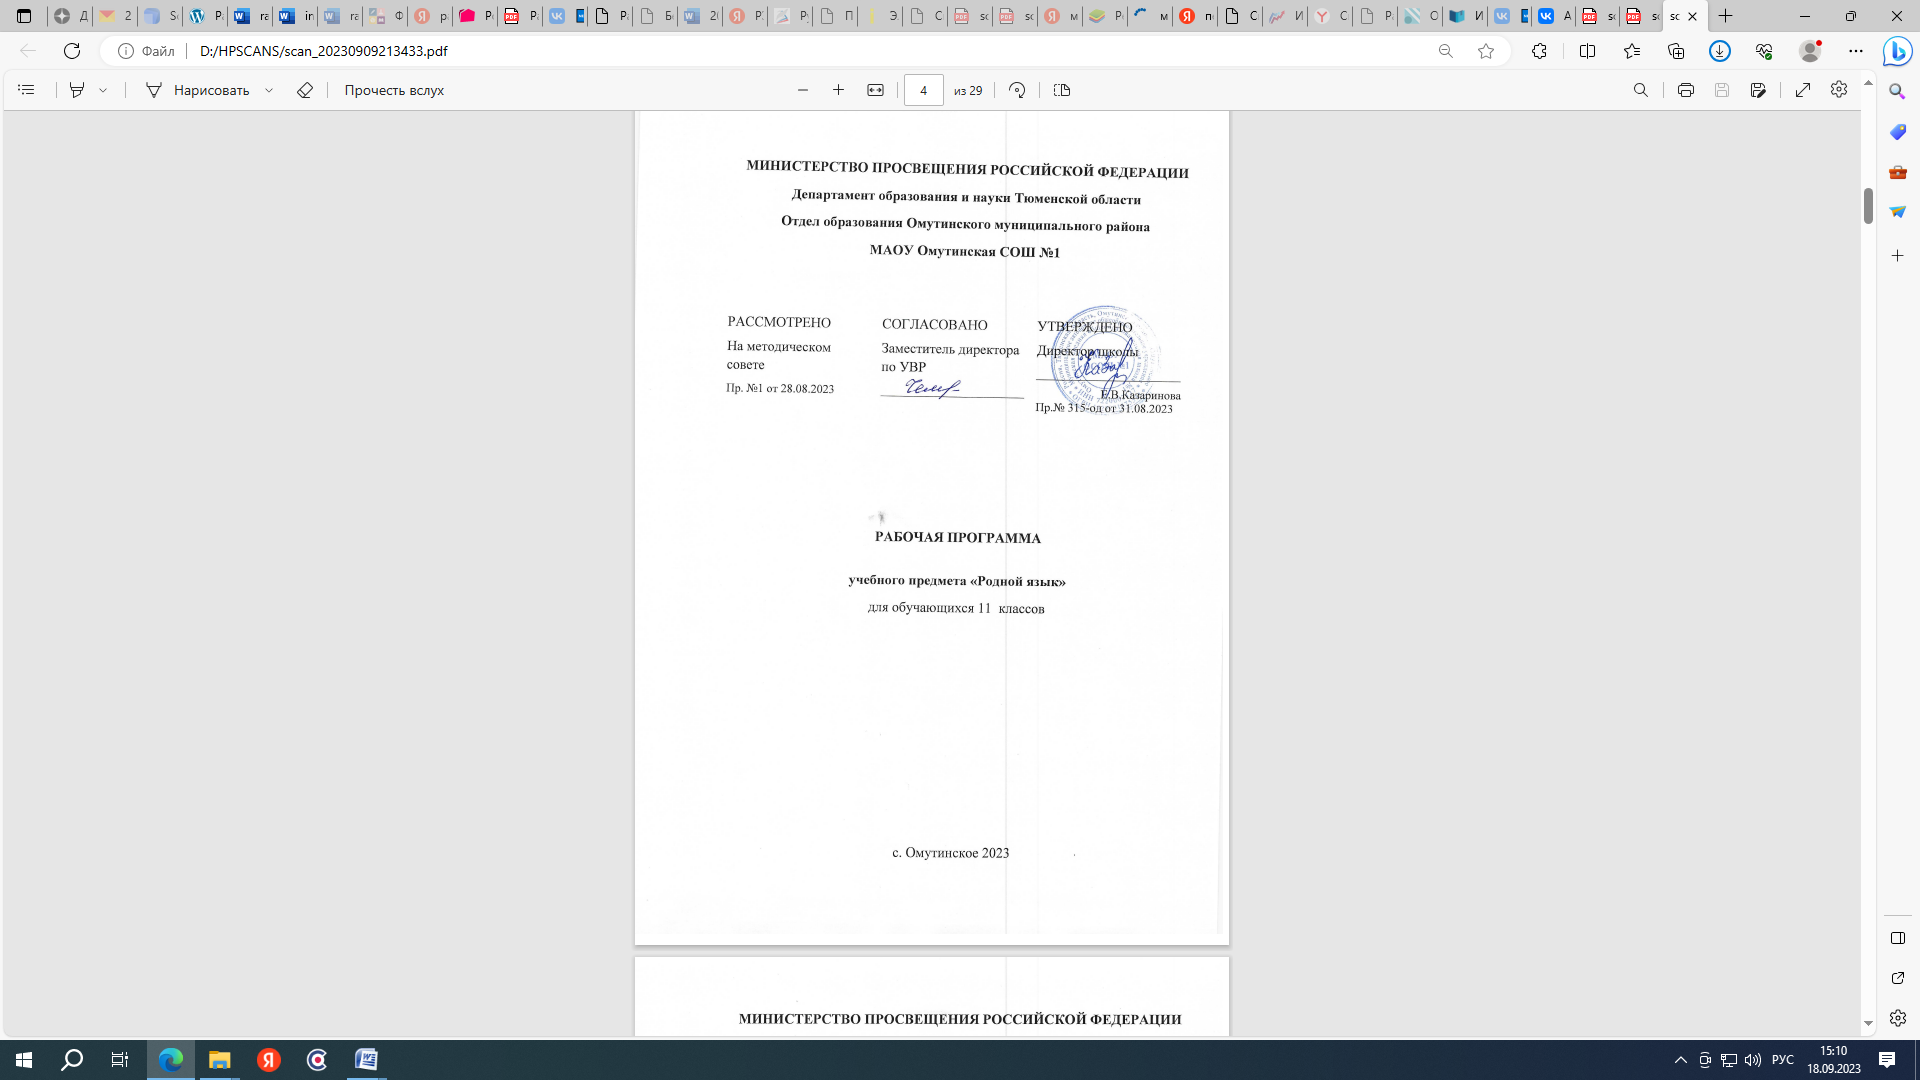 Файл
D:/HPSCANS/scan_20230909213433.pdf
Нарисовать
Прочесть вслух
4
из 29
МИНИСТЕРСТВО ПРОСВЕЩЕНИЯ РОССИЙСКОЙ ФЕДЕРАЦИИ
Департамент образования и науки Тюменской области
Отдел образования Омутинского муниципального района
МАОУ Омутинская СОШ №1
РАССМОТРЕНО
На методическом
совете
Пр. №1 от 28.08.2023
СОГЛАСОВАНО
Заместитель директора
по УВР
УТВЕРЖДЕНО
Директор школы
Е.В.Казаринова
Пр.№ 315-од от 31.08.2023
РАБОЧАЯ ПРОГРАММА
учебного предмета «Родной язык»
для обучающихся 11 классов
с. Омутинское 2023
МИНИСТЕРСТВО ПРОСВЕЩЕНИЯ РОССИЙСКОЙ ФЕДЕРАЦИИ
РУС
15:10
18.09.2023